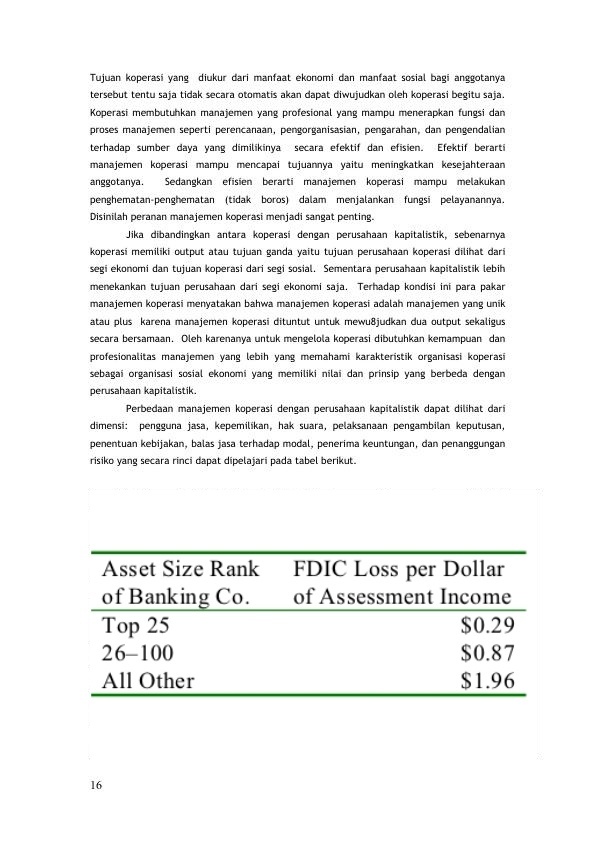 Tujuan koperasi yang  diukur dari manfaat ekonomi dan manfaat sosial bagi anggotanya
tersebut tentu saja tidak secara otomatis akan dapat diwujudkan oleh koperasi begitu saja.
Koperasi membutuhkan manajemen yang profesional yang mampu menerapkan fungsi dan
proses manajemen seperti perencanaan, pengorganisasian, pengarahan, dan pengendalian
terhadap sumber daya yang dimilikinya  secara efektif dan efisien.  Efektif berarti
manajemen koperasi mampu mencapai tujuannya yaitu meningkatkan kesejahteraan
anggotanya.  Sedangkan efisien berarti manajemen koperasi mampu melakukan
penghematan-penghematan (tidak boros) dalam menjalankan fungsi pelayanannya.
Disinilah peranan manajemen koperasi menjadi sangat penting.
Jika dibandingkan antara koperasi dengan perusahaan kapitalistik, sebenarnya
koperasi memiliki output atau tujuan ganda yaitu tujuan perusahaan koperasi dilihat dari
segi ekonomi dan tujuan koperasi dari segi sosial.  Sementara perusahaan kapitalistik lebih
menekankan tujuan perusahaan dari segi ekonomi saja.  Terhadap kondisi ini para pakar
manajemen koperasi menyatakan bahwa manajemen koperasi adalah manajemen yang unik
atau plus  karena manajemen koperasi dituntut untuk mewu8judkan dua output sekaligus
secara bersamaan.  Oleh karenanya untuk mengelola koperasi dibutuhkan kemampuan  dan
profesionalitas manajemen yang lebih yang memahami karakteristik organisasi koperasi
sebagai organisasi sosial ekonomi yang memiliki nilai dan prinsip yang berbeda dengan
perusahaan kapitalistik.
Perbedaan manajemen koperasi dengan perusahaan kapitalistik dapat dilihat dari
dimensi:  pengguna jasa, kepemilikan, hak suara, pelaksanaan pengambilan keputusan,
penentuan kebijakan, balas jasa terhadap modal, penerima keuntungan, dan penanggungan
risiko yang secara rinci dapat dipelajari pada tabel berikut.
Asset Size Rank FDIC Loss per Dollar
of Banking Co. of Assessment Income
Top 25 $0.29
26–100 $0.87
All Other $1.96
16